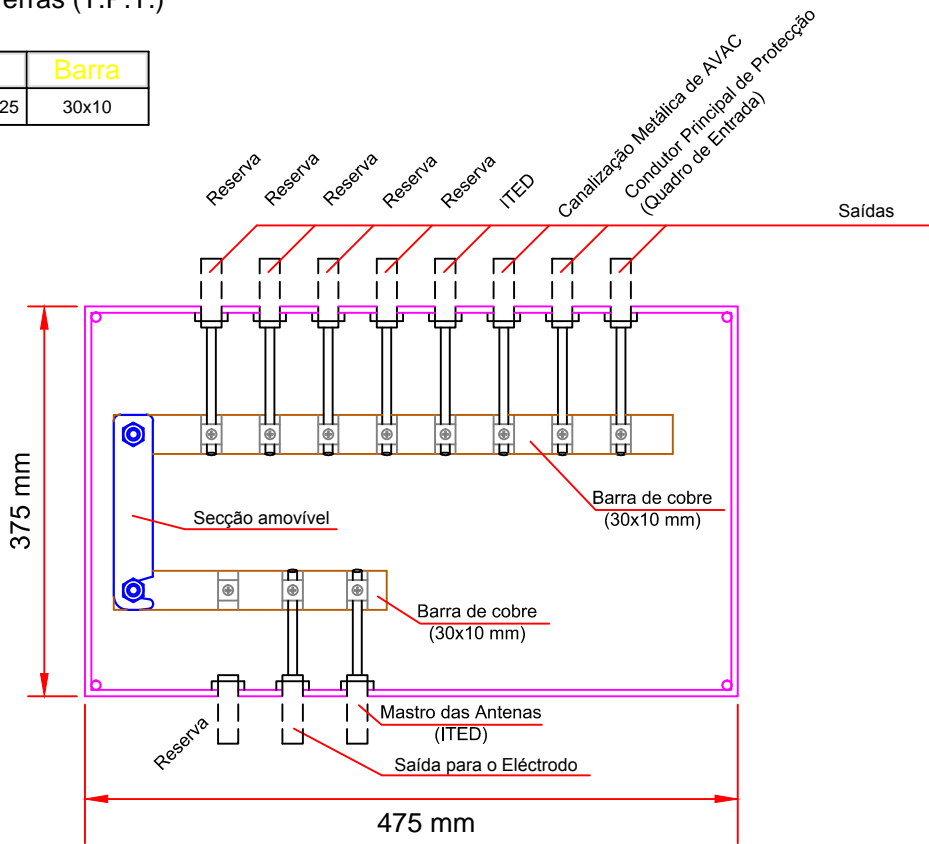 (T.P.T.)
Barra
25
30x10
Reserva
Reserva
Reserva
Reserva
Reserva
ITED
Canalização Metálica de AVAC
Condutor Principal de Protecção
(Quadro de Entrada)
Saídas
375 mm
Barra de cobre
(30x10 mm)
Secção amovível
Barra de cobre
(30x10 mm)
Reserva
Mastro das Antenas
(ITED)
Saída para o Eléctrodo
475 mm